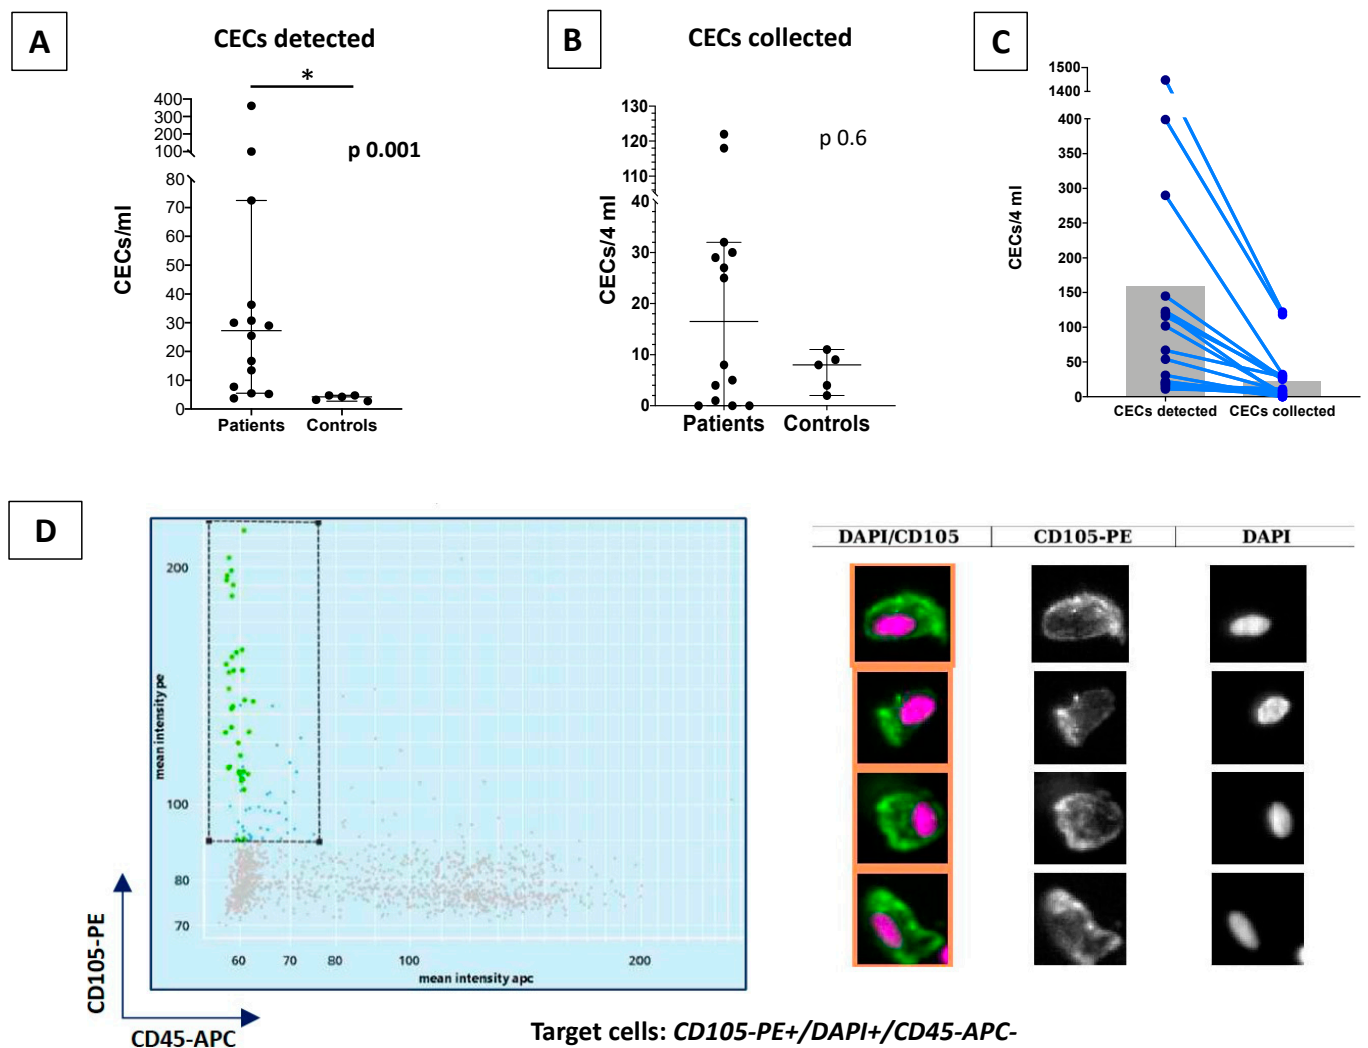 A
CECs detected
*
p 0.001
CECs/ml
400
300
200
100
80
70
60
50
40
30
20
10
0
Patients Controls
B
CECs collected
p 0.6
CECs/4 ml
130
120
110
40
30
20
10
0
Patients Controls
C
CECs/4 ml
1500
1400
400
350
300
250
200
150
100
50
0
CECs detected CECs collected
D
mean intensity pe
200
100
80
70
60 70 80 100 200
mean intensity apc
CD105-PE
CD45-APC
DAPI/CD105 CD105-PE DAPI
Target cells: CD105-PE+/DAPI+/CD45-APC-